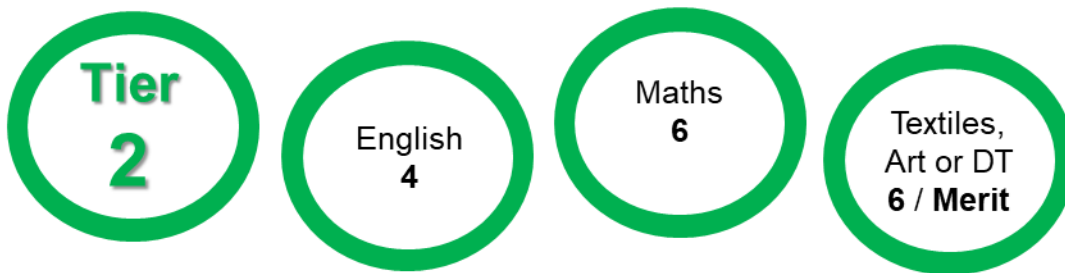 Tier
2
English
4
Maths
6
Textiles,
Art or DT
6 / Merit